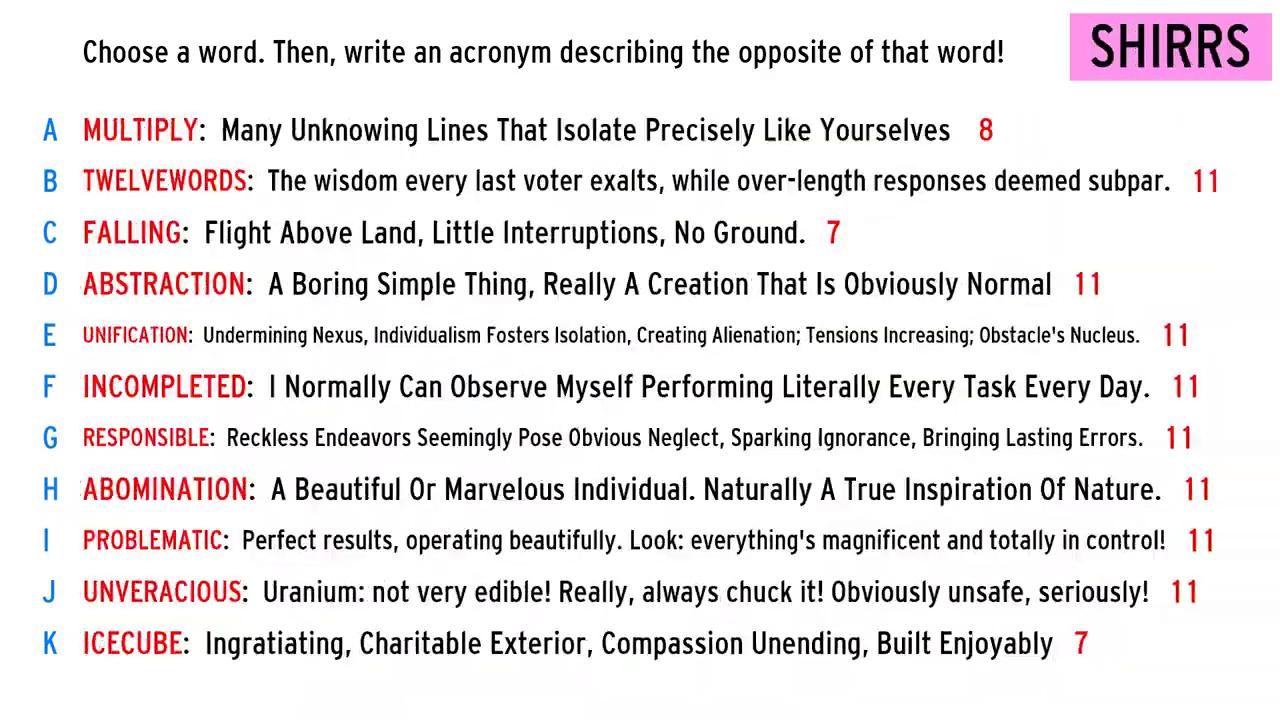 Choose a word. Then, write an acronym describing the opposite of that word!
SHIRRS
A MULTIPLY: Many Unknowing Lines That Isolate Precisely Like Yourselves 8
B TWELVEWORDS: The wisdom every last voter exalts, while over-length responses deemed subpar. 11
C FALLING: Flight Above Land, Little Interruptions, No Ground. 7
D ABSTRACTION: A Boring Simple Thing, Really A Creation That Is Obviously Normal 11
E UNIFICATION: Undermining Nexus, Individualism Fosters Isolation, Creating Alienation; Tensions Increasing; Obstacle's Nucleus. 11
F INCOMPLETED: I Normally Can Observe Myself Performing Literally Every Task Every Day. 11
G RESPONSIBLE: Reckless Endeavors Seemingly Pose Obvious Neglect, Sparking Ignorance, Bringing Lasting Errors. 11
H ABOMINATION: A Beautiful Or Marvelous Individual. Naturally A True Inspiration Of Nature. 11
I PROBLEMATIC: Perfect results, operating beautifully. Look: everything's magnificent and totally in control! 11
J UNVERACIOUS: Uranium: not very edible! Really, always chuck it! Obviously unsafe, seriously! 11
K ICECUBE: Ingratiating, Charitable Exterior, Compassion Unending, Built Enjoyably 7